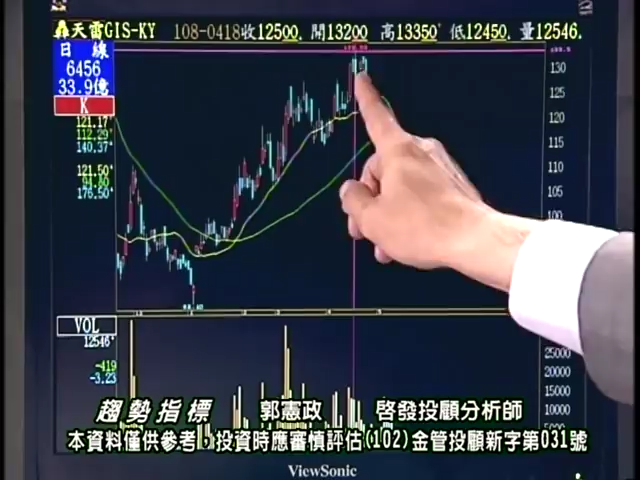 轟天雷GIS-KY 108-0418收12500. 開13200 高13350' 低12450. 量12546.
日 線
6456
33.9億
K
121.17'
112.29'
140.37'
121.50'
94.80'
176.50'
130
125
120
115
110
105
100
VOL
12546'
-419
-3.23
25000
20000
15000
10000
趨勢指標 郭憲政 啓發投顧分析師
本資料僅供參考，投資時應審慎評估(102)金管投顧新字第031號
ViewSonic